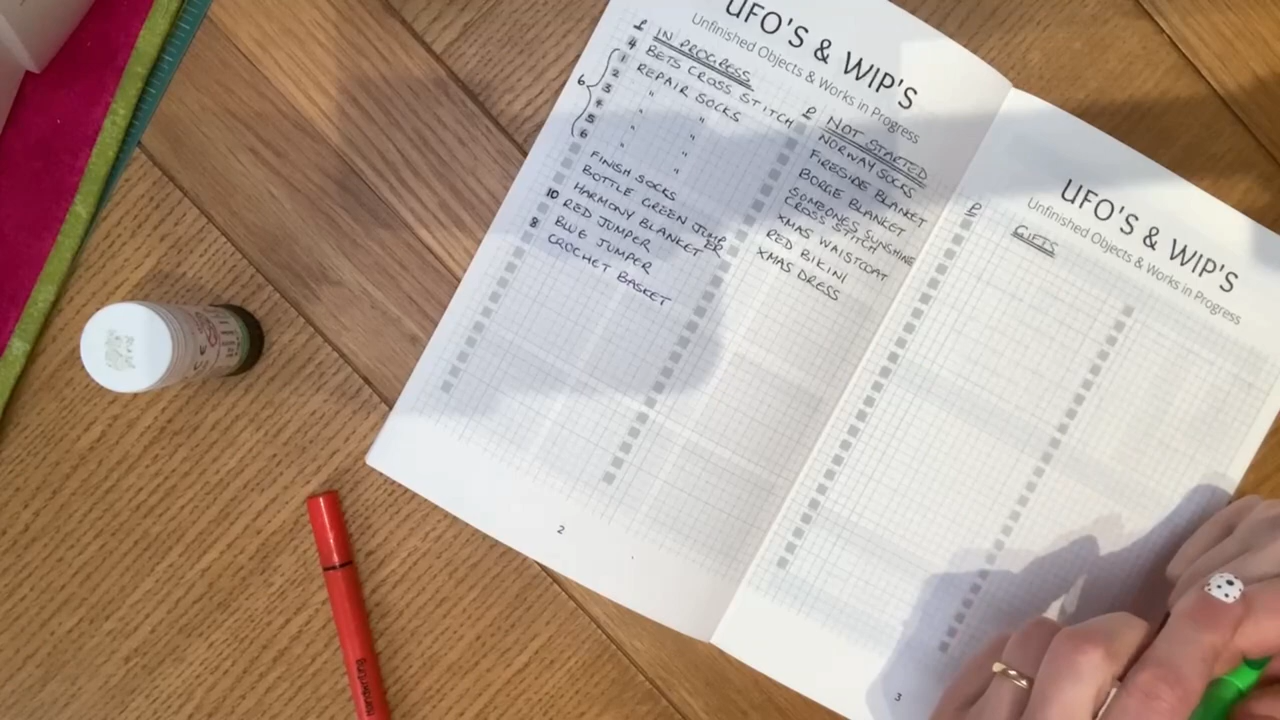 UFO'S & WIP'S
Unfinished Objects & Works in Progress
P IN PROGRESS
4 BETS CROSS STITCH
1 REPAIR SOCKS
2 " "
3 " "
4 " "
5
6
6
FINISH SOCKS
BOTTLE GREEN JUMPER
HARMONY BLANKET
10 RED JUMPER
BLUE JUMPER
8 CROCHET BASKET
P NOT STARTED
NORWAY SOCKS
FIRESIDE BLANKET
BORGE BLANKET
SOMEONES SUNSHINE
CROSS STITCH
XMAS WAISTCOAT
RED BIKINI
XMAS DRESS
2
UFO'S & WIP'S
Unfinished Objects & Works in Progress
P GIFTS
3
Handwriting